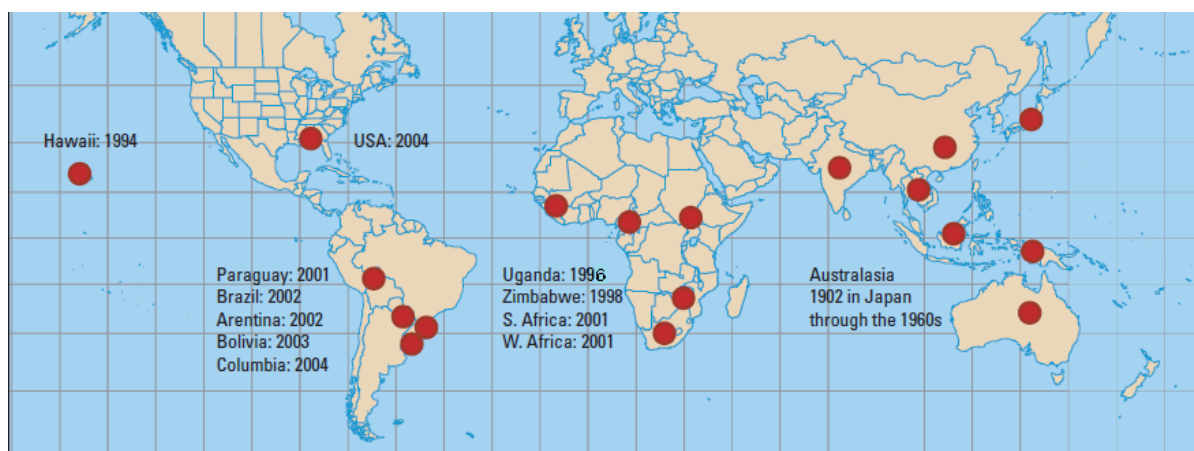 Hawaii: 1994
USA: 2004
Paraguay: 2001
Brazil: 2002
Arentina: 2002
Bolivia: 2003
Columbia: 2004
Uganda: 1996
Zimbabwe: 1998
S. Africa: 2001
W. Africa: 2001
Australasia
1902 in Japan
through the 1960s